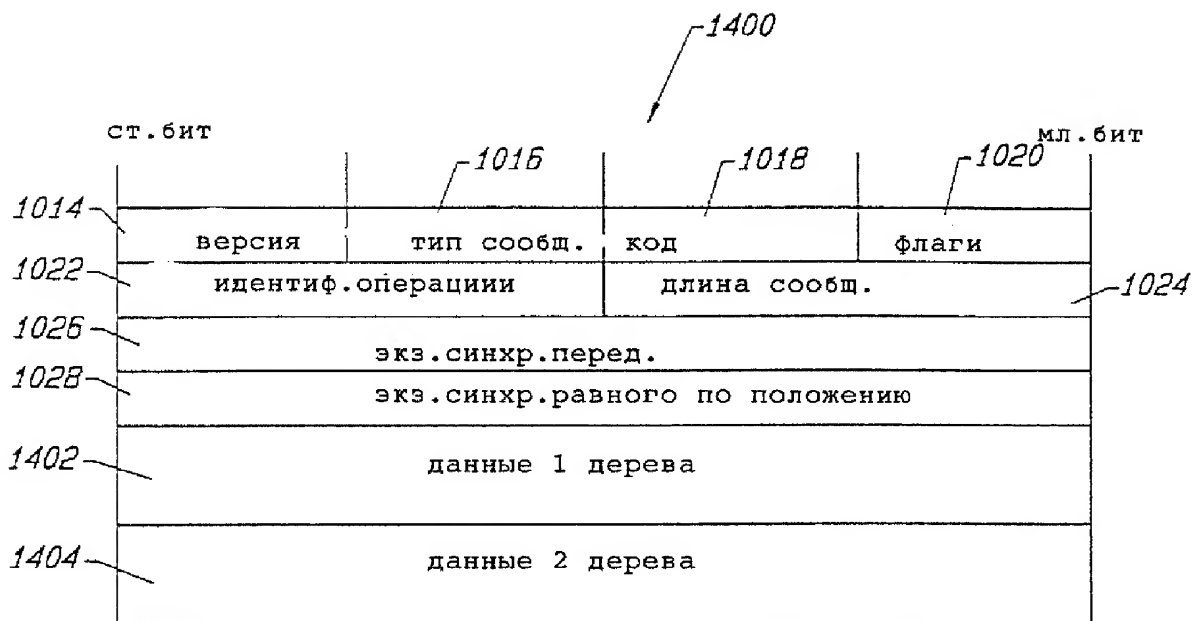 1400
ст.бит мл.бит
1016 1018 1020
1014
версия тип сообщ. код флаги
1022
идентиф.операциии длина сообщ.
1024
1026
экз.синхр.перед.
1028
экз.синхр.равного по положению
1402
данные 1 дерева
1404
данные 2 дерева